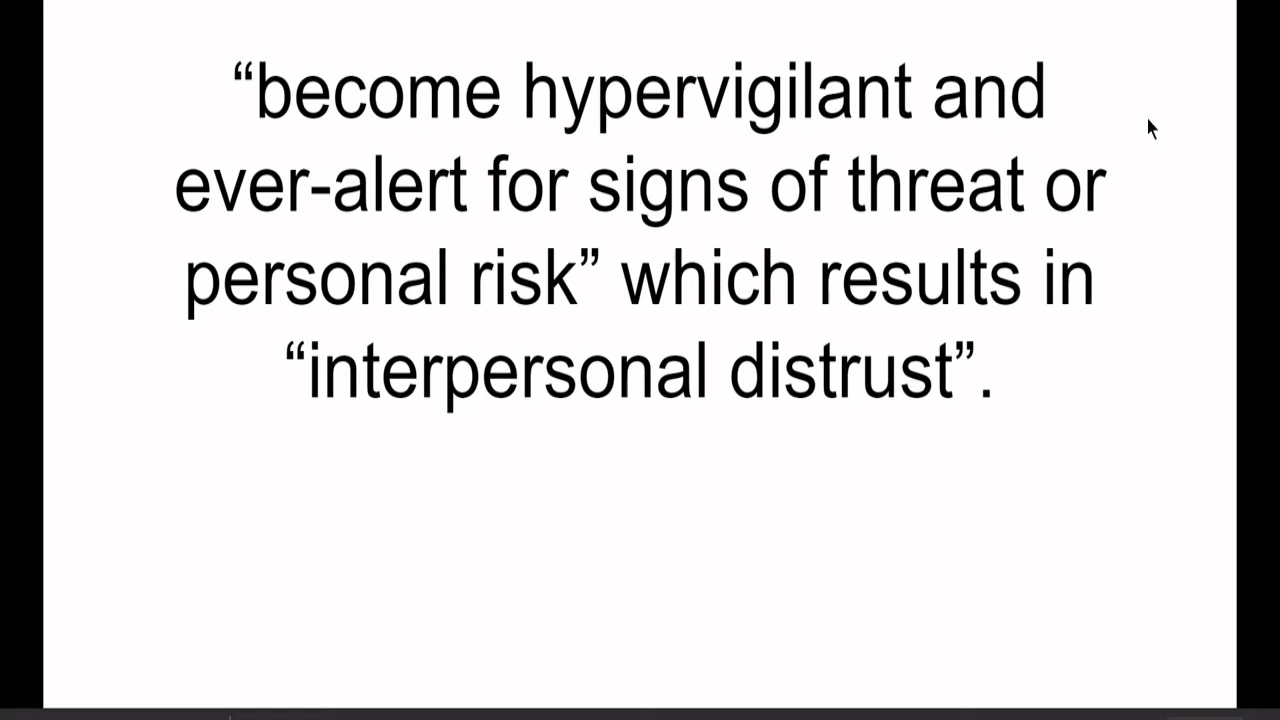 “become hypervigilant and
ever-alert for signs of threat or
personal risk” which results in
“interpersonal distrust”.